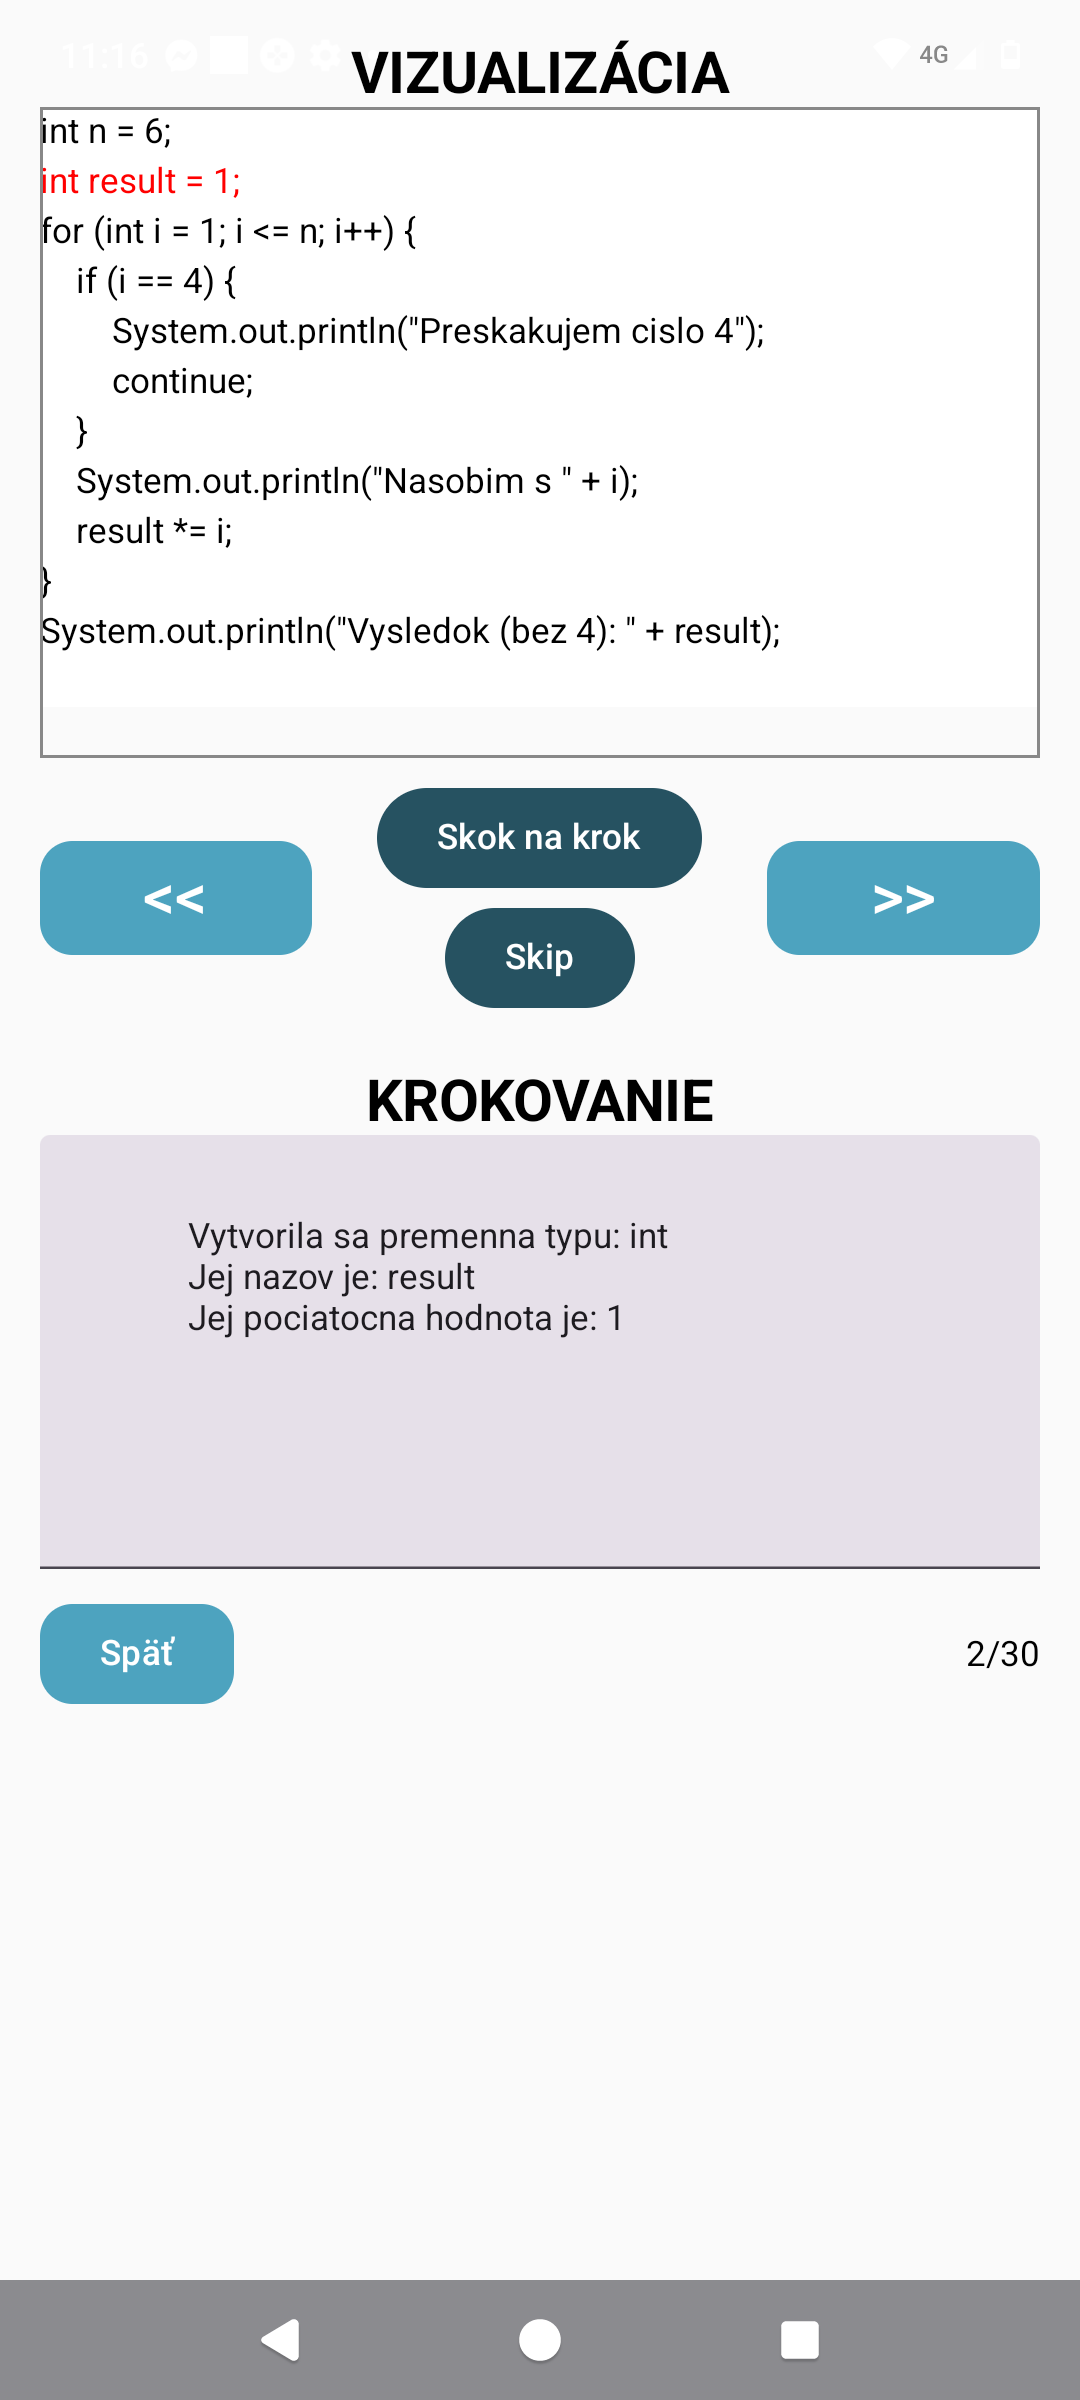 11:16
4G
VIZUALIZÁCIA
int n = 6;
int result = 1;
for (int i = 1; i <= n; i++) {
    if (i == 4) {
        System.out.println("Preskakujem cislo 4");
        continue;
    }
    System.out.println("Nasobim s " + i);
    result *= i;
}
System.out.println("Vysledok (bez 4): " + result);
<<
Skok na krok
Skip
>>
KROKOVANIE
Vytvorila sa premenna typu: int
Jej nazov je: result
Jej pociatocna hodnota je: 1
Späť
2/30